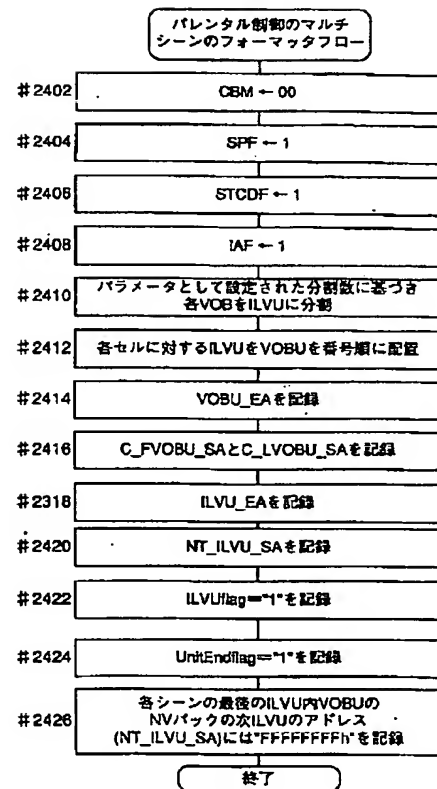 パレンタル制御のマルチ
シーンのフォーマッタフロー
#2402
CBM ← 00
#2404
SPF ← 1
#2406
STCDF ← 1
#2408
IAF ← 1
#2410
パラメータとして設定された分割数に基づき
各VOBをILVUに分割
#2412
各セルに対するILVUをVOBUを番号順に配置
#2414
VOBU_EAを記録
#2416
C_FVOBU_SAとC_LVOBU_SAを記録
#2318
ILVU_EAを記録
#2420
NT_ILVU_SAを記録
#2422
ILVUflag="1"を記録
#2424
UnitEndflag="1"を記録
#2426
各シーンの最後のILVU内VOBUの
NVパックの次ILVUのアドレス
(NT_ILVU_SA)には"FFFFFFFFh"を記録
終了